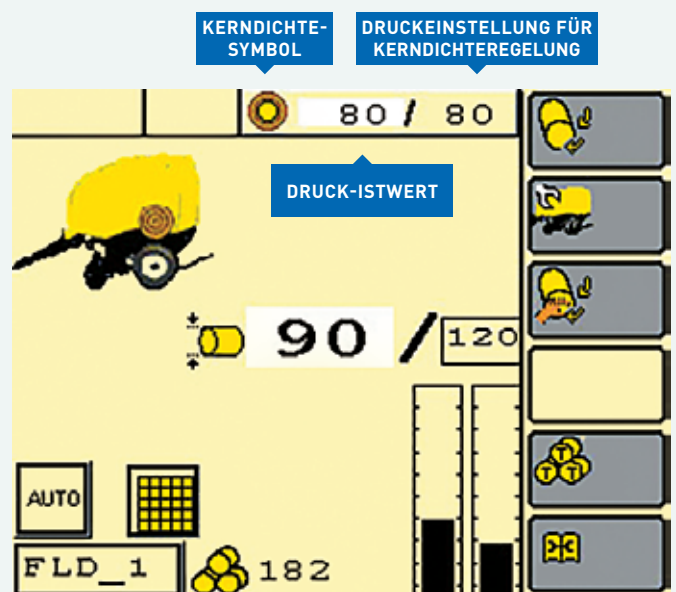 KERNDICHTE-
SYMBOL
DRUCKEINSTELLUNG FÜR
KERNDICHTEREGELUNG
80 / 80
DRUCK-ISTWERT
90 / 120
AUTO
FLD_1
182
T T T